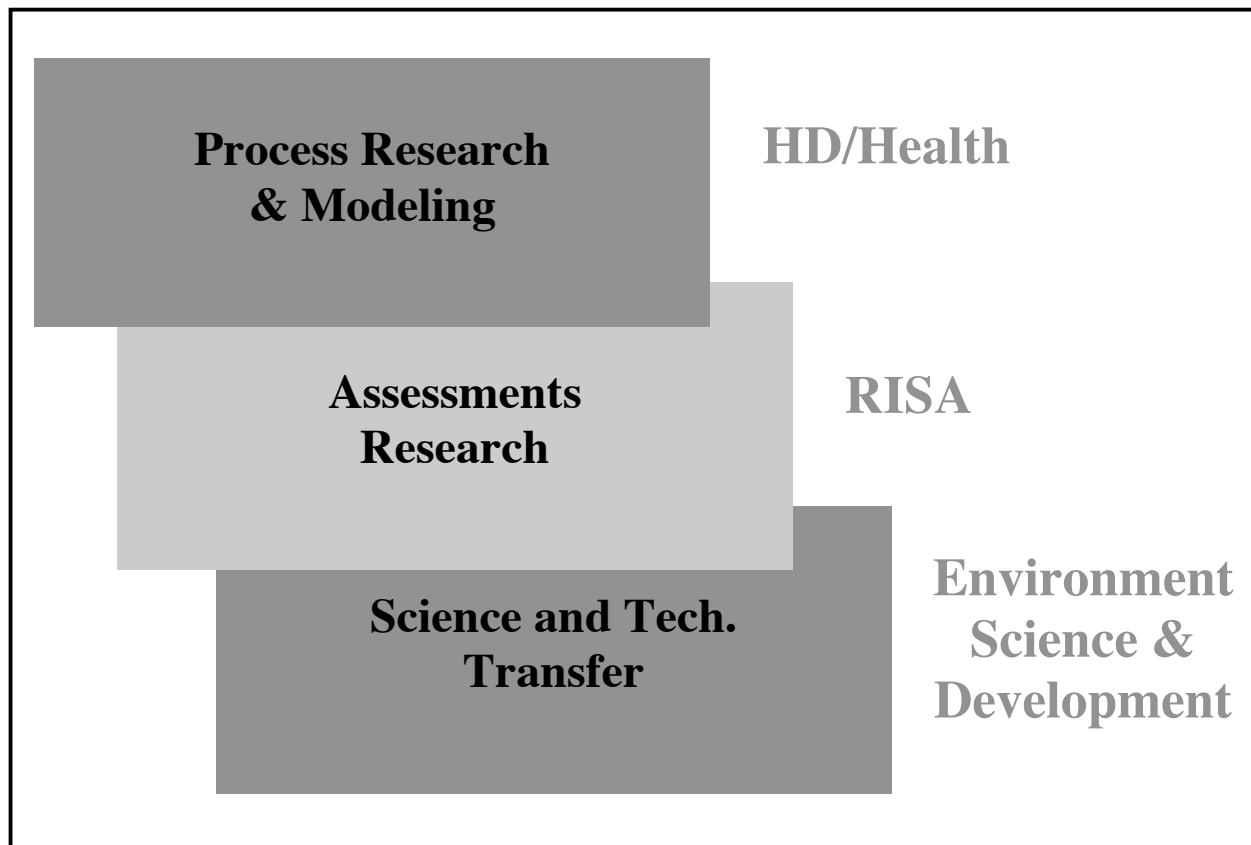 Process Research
& Modeling
HD/Health
Assessments
Research
RISA
Science and Tech.
Transfer
Environment
Science &
Development